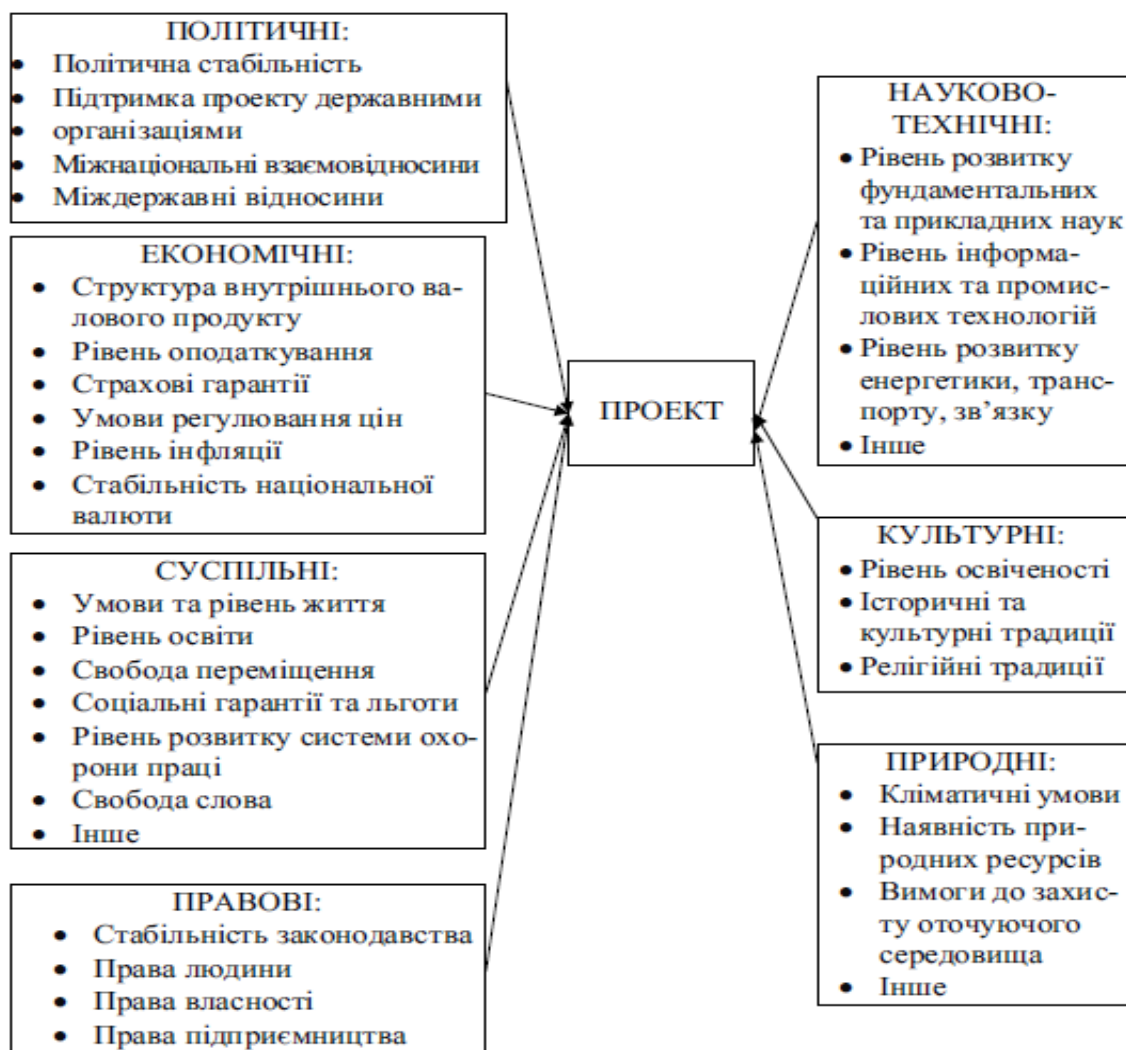 ПОЛІТИЧНІ:
• Політична стабільність
• Підтримка проекту державними
• організаціями
• Міжнаціональні взаємовідносини
• Міждержавні відносини
ЕКОНОМІЧНІ:
• Структура внутрішнього ва-
лового продукту
• Рівень оподаткування
• Страхові гарантії
• Умови регулювання цін
• Рівень інфляції
• Стабільність національної
валюти
СУСПІЛЬНІ:
• Умови та рівень життя
• Рівень освіти
• Свобода переміщення
• Соціальні гарантії та льготи
• Рівень розвитку системи охо-
рони праці
• Свобода слова
• Інше
ПРАВОВІ:
• Стабільність законодавства
• Права людини
• Права власності
• Права підприємництва
ПРОЕКТ
НАУКОВО-
ТЕХНІЧНІ:
• Рівень розвитку
фундаментальних
та прикладних наук
• Рівень інформа-
ційних та промис-
лових технологій
• Рівень розвитку
енергетики, транс-
порту, зв’язку
• Інше
КУЛЬТУРНІ:
• Рівень освіченості
• Історичні та
культурні традиції
• Релігійні традиції
ПРИРОДНІ:
• Кліматичні умови
• Наявність при-
родних ресурсів
• Вимоги до захис-
ту оточуючого
середовища
• Інше